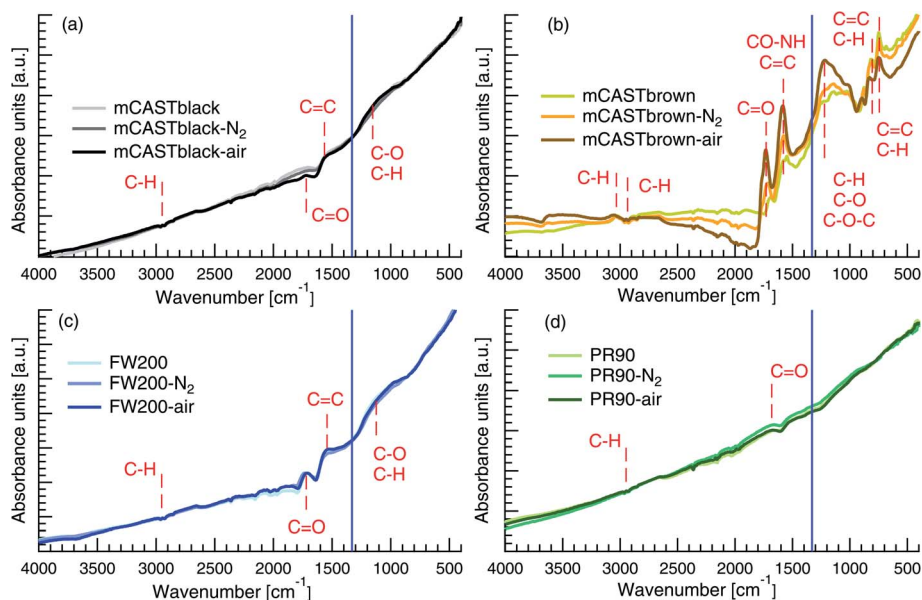 (a)
Absorbance units [a.u.]
mCASTblack
mCASTblack-N₂
mCASTblack-air
C=C
C-H
C-O
C-H
C=O
4000 3500 3000 2500 2000 1500 1000 500
Wavenumber [cm⁻¹]
(b)
Absorbance units [a.u.]
mCASTbrown
mCASTbrown-N₂
mCASTbrown-air
CO-NH
C=C
C=O
C=C
C-H
C=C
C-H
C-H
C-H
C-H
C-O
C-O-C
4000 3500 3000 2500 2000 1500 1000 500
Wavenumber [cm⁻¹]
(c)
Absorbance units [a.u.]
FW200
FW200-N₂
FW200-air
C=C
C-H
C-O
C-H
C=O
4000 3500 3000 2500 2000 1500 1000 500
Wavenumber [cm⁻¹]
(d)
Absorbance units [a.u.]
PR90
PR90-N₂
PR90-air
C=O
C-H
4000 3500 3000 2500 2000 1500 1000 500
Wavenumber [cm⁻¹]